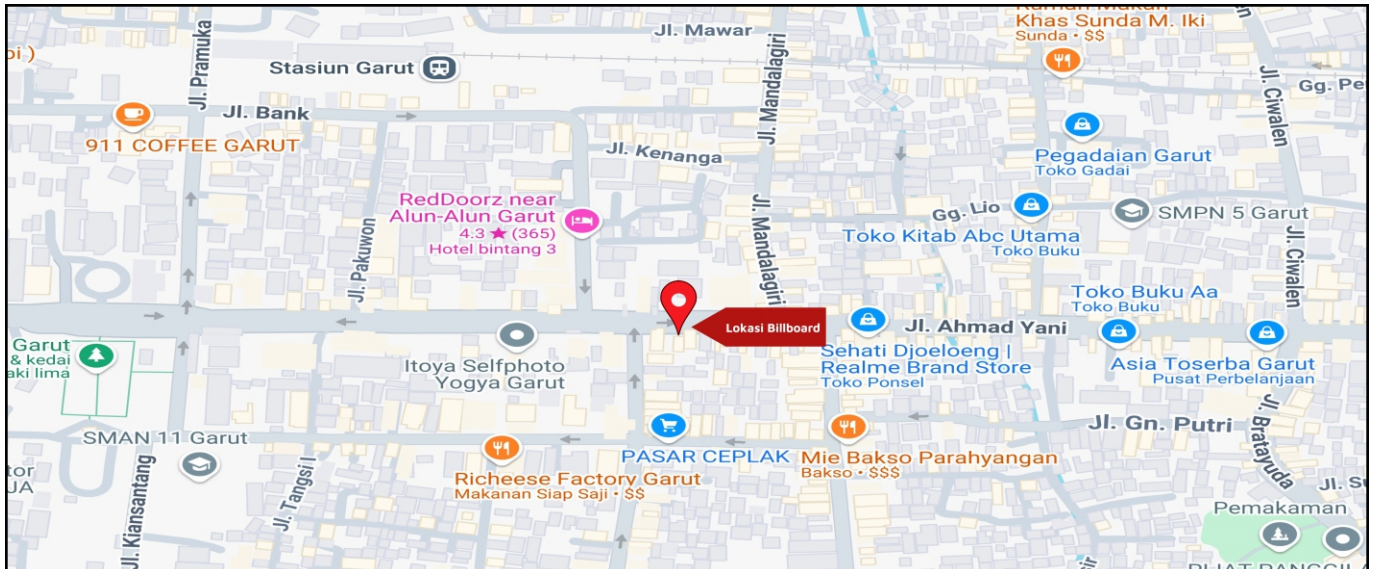 Rumah Makan
Khas Sunda M. Iki
Sunda • $$
Jl. Mawar
Stasiun Garut
Jl. Pramuka
Jl. Mandalagiri
Jl. Ciwalen
Jl. Bank
911 COFFEE GARUT
Jl. Kenanga
Pegadaian Garut
Toko Gadai
RedDoorz near
Alun-Alun Garut
4.3 ★ (365)
Hotel bintang 3
Gg. Lio
SMPN 5 Garut
Toko Kitab Abc Utama
Toko Buku
Jl. Pakuwon
Jl. Mandalagiri
Jl. Ciwalen
Toko Buku Aa
Toko Buku
Lokasi Billboard
Jl. Ahmad Yani
Garut
& kedai
Itoya Selfphoto
Yogya Garut
Sehati Djoeloeng |
Realme Brand Store
Toko Ponsel
Asia Toserba Garut
Pusat Perbelanjaan
SMAN 11 Garut
Jl. Gn. Putri
PASAR CEPLAK
Mie Bakso Parahyangan
Bakso • $$$
Richeese Factory Garut
Makanan Siap Saji • $$
Jl. Kiansantang
Jl. Tangsi I
Jl. Bratayuda
Pemakaman